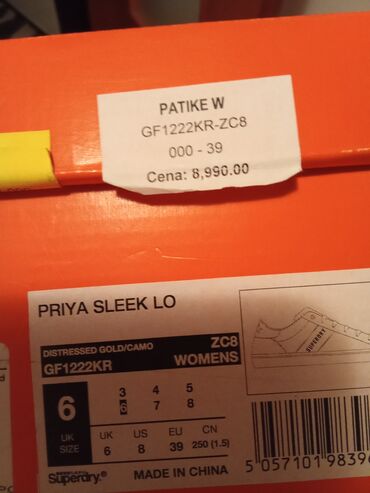 PATIKE W
GF1222KR-ZC8
000 - 39
Cena: 8,990.00
PRIYA SLEEK LO
DISTRESSED GOLD/CAMO ZC8
GF1222KR WOMENS
6
UK
SIZE
3 4 5
6 7 8
UK US EU CN
6 8 39 250 (1.5)
Superdry.
MADE IN CHINA
SUPERDRY
5 057101 98396